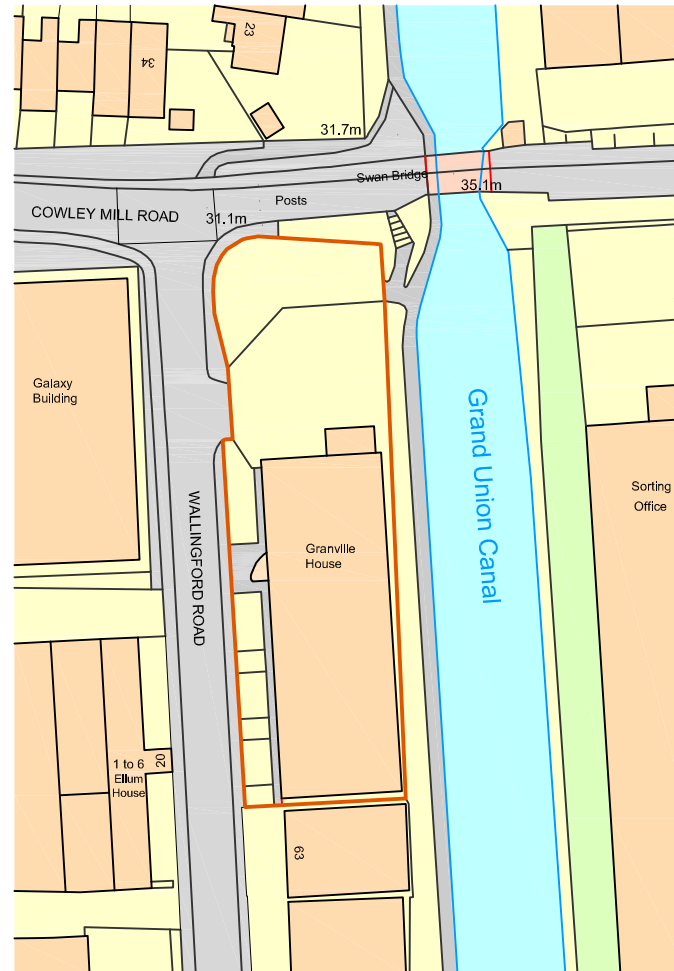 23
34
31.7m
Swan Bridge
35.1m
Posts
COWLEY MILL ROAD
31.1m
Galaxy
Building
Grand Union Canal
Sorting
Office
WALLINGFORD ROAD
Granville
House
1 to 6
Ellum
House
20
63